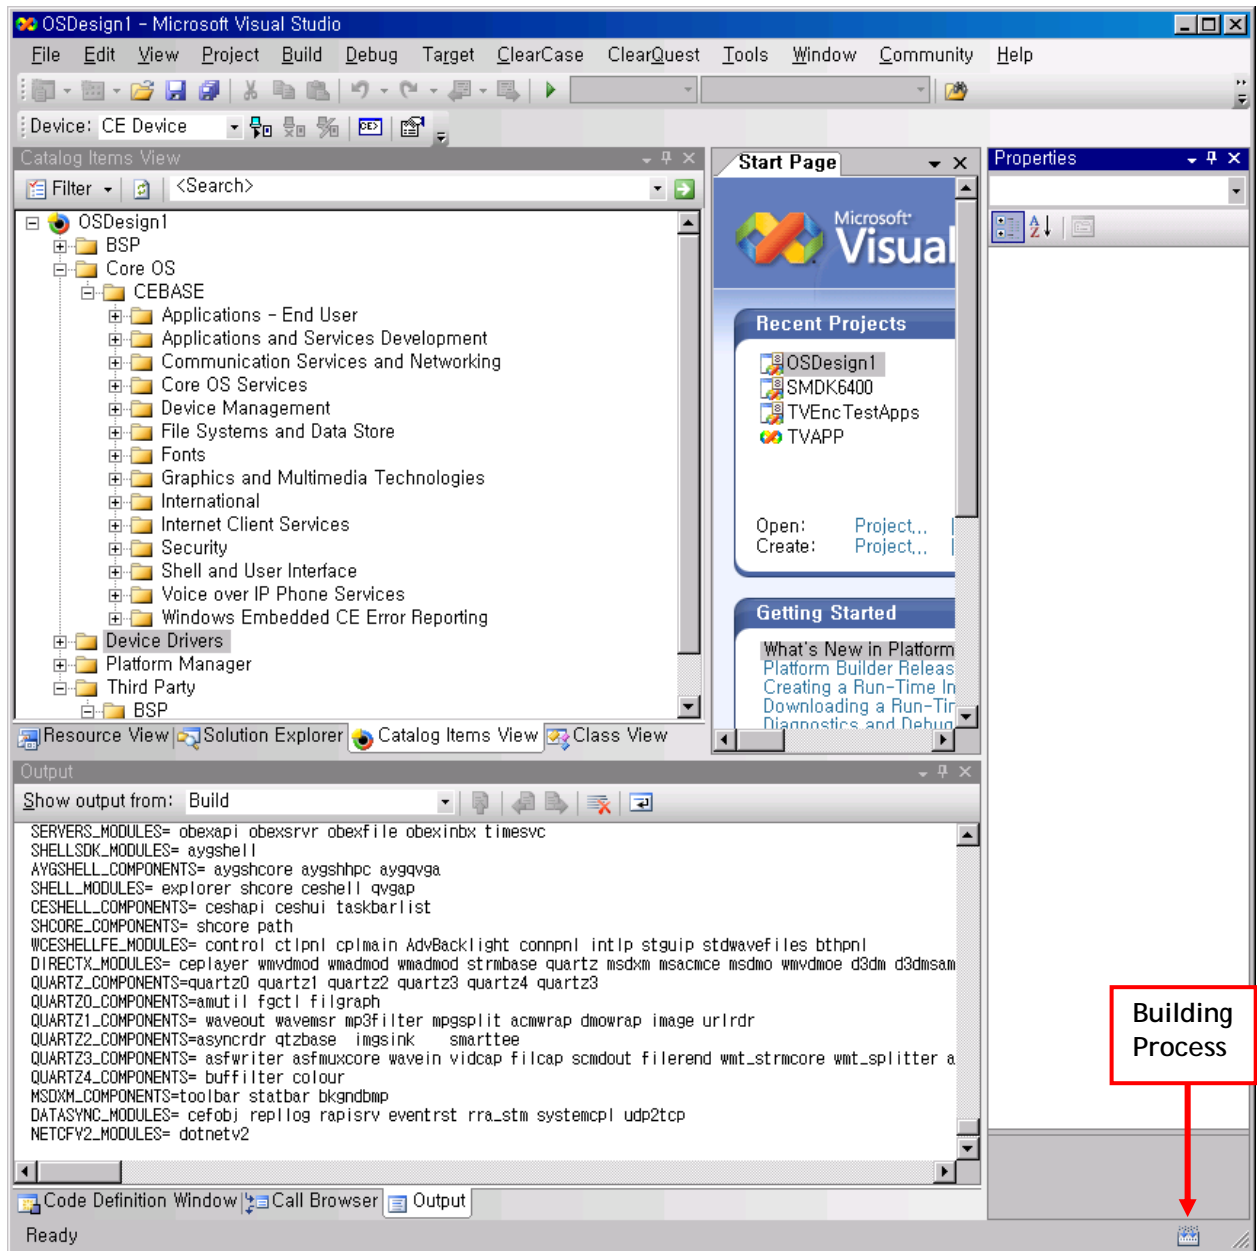 OSDesign1 - Microsoft Visual Studio
File Edit View Project Build Debug Target ClearCase ClearQuest Tools Window Community Help
Device: CE Device
Catalog Items View
Filter <Search>
OSDesign1
BSP
Core OS
CEBASE
Applications - End User
Applications and Services Development
Communication Services and Networking
Core OS Services
Device Management
File Systems and Data Store
Fonts
Graphics and Multimedia Technologies
International
Internet Client Services
Security
Shell and User Interface
Voice over IP Phone Services
Windows Embedded CE Error Reporting
Device Drivers
Platform Manager
Third Party
BSP
Resource View Solution Explorer Catalog Items View Class View
Start Page
Microsoft
Visual
Recent Projects
OSDesign1
SMDK6400
TVEncTestApps
TVAPP
Open: Project...
Create: Project...
Getting Started
What's New in Platform
Platform Builder Releas
Creating a Run-Time In
Downloading a Run-Tir
Diagnostics and Debug
Properties
Output
Show output from: Build
SERVERS_MODULES= obexapi obexsrvr obexfile obexinbx timesvc
SHELLSDK_MODULES= aygshell
AYGSHELL_COMPONENTS= aygshcore aygshhpc aygqvga
SHELL_MODULES= explorer shcore ceshell qvgap
CESHELL_COMPONENTS= ceshapi ceshui taskbarlist
SHCORE_COMPONENTS= shcore path
WCESHELLFE_MODULES= control ctlpnl cplmain AdvBacklight connpnl intlp stguip stdwavefiles bthpnl
DIRECTX_MODULES= ceplayer wmvdmod wmadmod wmadmod strmbase quartz msdxm msacmce msdmo wmvdmoe d3dm d3dmsam
QUARTZ_COMPONENTS=quartz0 quartz1 quartz2 quartz3 quartz4 quartz3
QUARTZ0_COMPONENTS=amutil fgctl filgraph
QUARTZ1_COMPONENTS= waveout wavemsr mp3filter mpgsplit acmwrap dmowrap image urlrdr
QUARTZ2_COMPONENTS=asyncrdr qtzbase imgsink smarttee
QUARTZ3_COMPONENTS= asfwriter asfmuxcore wavein vidcap filcap scmdout filerend wmt_strmcore wmt_splitter a
QUARTZ4_COMPONENTS= buffilter colour
MSDXM_COMPONENTS=toolbar statbar bkgndbmp
DATASYNC_MODULES= cefobj repllog rapisrv eventrst rra_stm systemcpl udp2tcp
NETCFV2_MODULES= dotnetv2
Building
Process
Code Definition Window Call Browser Output
Ready